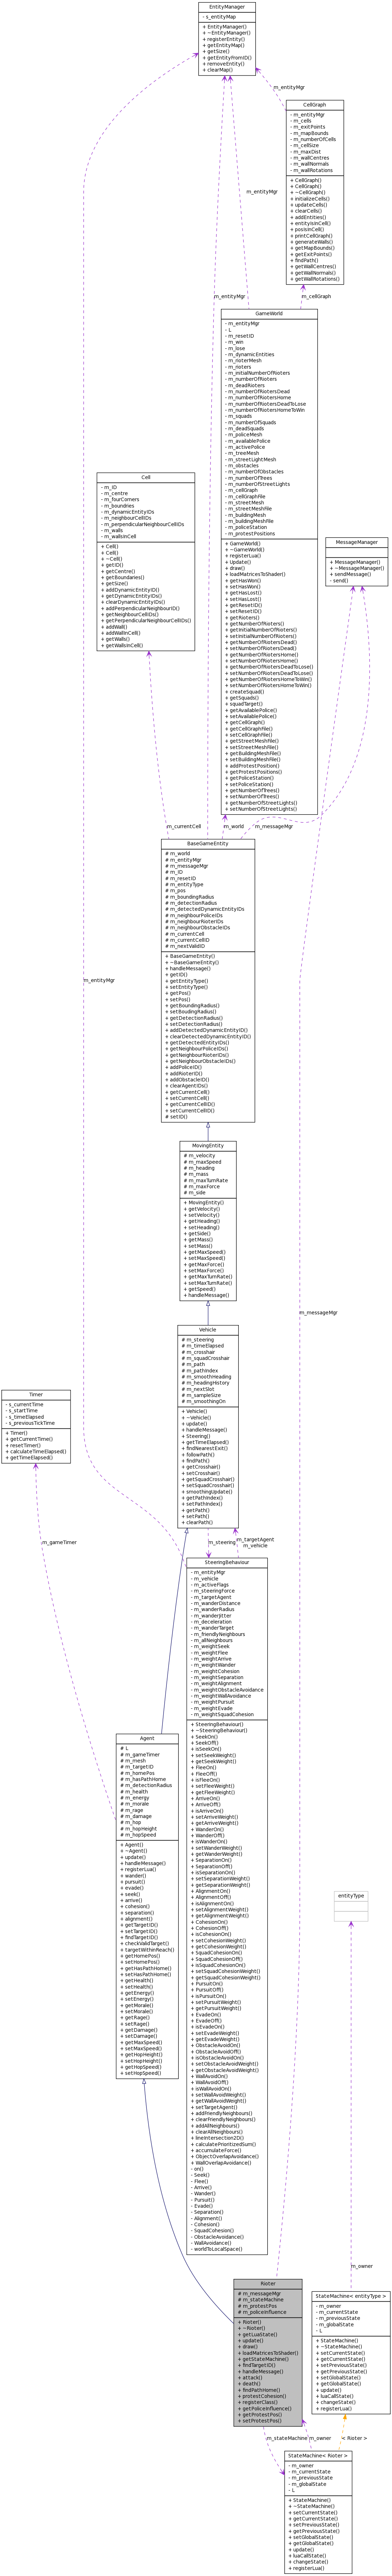 EntityManager
- s_entityMap
+ EntityManager()
+ ~EntityManager()
+ registerEntity()
+ getEntityMap()
+ getSize()
+ getEntityFromID()
+ removeEntity()
+ clearMap()
m_entityMgr
CellGraph
- m_entityMgr
- m_cells
- m_exitPoints
- m_mapBounds
- m_numberOfCells
- m_cellSize
- m_maxDist
- m_wallCentres
- m_wallNormals
- m_wallRotations
+ CellGraph()
+ CellGraph()
+ ~CellGraph()
+ initializeCells()
+ updateCells()
+ clearCells()
+ addEntities()
+ entityIsInCell()
+ posIsInCell()
+ printCellGraph()
+ generateWalls()
+ getMapBounds()
+ getExitPoints()
+ findPath()
+ getWallCentres()
+ getWallNormals()
+ getWallRotations()
m_entityMgr
m_entityMgr
m_cellGraph
GameWorld
- m_entityMgr
- L
- m_resetID
- m_win
- m_lose
- m_dynamicEntities
- m_rioterMesh
- m_rioters
- m_initialNumberOfRioters
- m_numberOfRioters
- m_deadRioters
- m_numberOfRiotersDead
- m_numberOfRiotersHome
- m_numberOfRiotersDeadToLose
- m_numberOfRiotersHomeToWin
- m_squads
- m_numberOfSquads
- m_deadSquads
- m_policeMesh
- m_availablePolice
- m_activePolice
- m_treeMesh
- m_streetLightMesh
- m_obstacles
- m_numberOfObstacles
- m_numberOfTrees
- m_numberOfStreetLights
- m_cellGraph
- m_cellGraphFile
- m_streetMesh
- m_streetMeshFile
- m_buildingMesh
- m_buildingMeshFile
- m_policeStation
- m_protestPositions
+ GameWorld()
+ ~GameWorld()
+ registerLua()
+ Update()
+ draw()
+ loadMatricesToShader()
+ getHasWon()
+ setHasWon()
+ getHasLost()
+ setHasLost()
+ getResetID()
+ setResetID()
+ getRioters()
+ getNumberOfRioters()
+ getInitialNumberOfRioters()
+ setInitialNumberOfRioters()
+ getNumberOfRiotersDead()
+ setNumberOfRiotersDead()
+ getNumberOfRiotersHome()
+ setNumberOfRiotersHome()
+ getNumberOfRiotersDeadToLose()
+ setNumberOfRiotersDeadToLose()
+ getNumberOfRiotersHomeToWin()
+ setNumberOfRiotersHomeToWin()
+ createSquad()
+ getSquads()
+ squadTarget()
+ getAvailablePolice()
+ setAvailablePolice()
+ getCellGraph()
+ getCellGraphFile()
+ setCellGraphFile()
+ getStreetMeshFile()
+ setStreetMeshFile()
+ getBuildingMeshFile()
+ setBuildingMeshFile()
+ addProtestPosition()
+ getProtestPositions()
+ getPoliceStation()
+ setPoliceStation()
+ getNumberOfTrees()
+ setNumberOfTrees()
+ getNumberOfStreetLights()
+ setNumberOfStreetLights()
Cell
- m_ID
- m_centre
- m_fourCorners
- m_boundries
- m_dynamicEntityIDs
- m_neighbourCellIDs
- m_perpendicularNeighbourCellIDs
- m_walls
- m_wallsInCell
+ Cell()
+ Cell()
+ ~Cell()
+ getID()
+ getCentre()
+ getBoundaries()
+ getSize()
+ addDynamicEntityID()
+ getDynamicEntityIDs()
+ clearDynamicEntityIDs()
+ addPerpendicularNeighbourID()
+ getNeighbourCellIDs()
+ getPerpendicularNeighbourCellIDs()
+ addWall()
+ addWallInCell()
+ getWalls()
+ getWallsInCell()
MessageManager
+ MessageManager()
+ ~MessageManager()
+ sendMessage()
- send()
m_currentCell
m_world
m_messageMgr
BaseGameEntity
# m_world
# m_entityMgr
# m_messageMgr
# m_ID
# m_resetID
# m_entityType
# m_pos
# m_boundingRadius
# m_detectionRadius
# m_detectedDynamicEntityIDs
# m_neighbourPoliceIDs
# m_neighbourRioterIDs
# m_neighbourObstacleIDs
# m_currentCell
# m_currentCellID
# m_nextValidID
+ BaseGameEntity()
+ ~BaseGameEntity()
+ handleMessage()
+ getID()
+ getEntityType()
+ setEntityType()
+ getPos()
+ setPos()
+ getBoundingRadius()
+ setBoudingRadius()
+ getDetectionRadius()
+ setDetectionRadius()
+ addDetectedDynamicEntityID()
+ clearDetectedDynamicEntityID()
+ getDetectedEntityIDs()
+ getNeighbourPoliceIDs()
+ getNeighbourRioterIDs()
+ getNeighbourObstacleIDs()
+ addPoliceID()
+ addRioterID()
+ addObstacleID()
+ clearAgentIDs()
+ getCurrentCell()
+ setCurrentCell()
+ getCurrentCellID()
+ setCurrentCellID()
# setID()
m_entityMgr
MovingEntity
# m_velocity
# m_maxSpeed
# m_heading
# m_mass
# m_maxTurnRate
# m_maxForce
# m_side
+ MovingEntity()
+ getVelocity()
+ setVelocity()
+ getHeading()
+ setHeading()
+ getSide()
+ getMass()
+ setMass()
+ getMaxSpeed()
+ setMaxSpeed()
+ getMaxForce()
+ setMaxForce()
+ getMaxTurnRate()
+ setMaxTurnRate()
+ getSpeed()
+ handleMessage()
m_messageMgr
Vehicle
# m_steering
# m_timeElapsed
# m_crosshair
# m_squadCrosshair
# m_path
# m_pathIndex
# m_smoothHeading
# m_headingHistory
# m_nextSlot
# m_sampleSize
# m_smoothingOn
+ Vehicle()
+ ~Vehicle()
+ update()
+ handleMessage()
+ Steering()
+ getTimeElapsed()
+ findNearestExit()
+ followPath()
+ findPath()
+ getCrosshair()
+ setCrosshair()
+ getSquadCrosshair()
+ setSquadCrosshair()
+ smoothingUpdate()
+ getPathIndex()
+ setPathIndex()
+ getPath()
+ setPath()
+ clearPath()
Timer
- s_currentTime
- s_startTime
- s_timeElapsed
- s_previousTickTime
+ Timer()
+ getCurrentTime()
+ resetTimer()
+ calculateTimeElapsed()
+ getTimeElapsed()
m_gameTimer
m_steering
m_targetAgent
m_vehicle
SteeringBehaviour
- m_entityMgr
- m_vehicle
- m_activeFlags
- m_steeringForce
- m_targetAgent
- m_wanderDistance
- m_wanderRadius
- m_wanderJitter
- m_deceleration
- m_wanderTarget
- m_friendlyNeighbours
- m_allNeighbours
- m_weightSeek
- m_weightFlee
- m_weightArrive
- m_weightWander
- m_weightCohesion
- m_weightSeparation
- m_weightAlignment
- m_weightObstacleAvoidance
- m_weightWallAvoidance
- m_weightPursuit
- m_weightEvade
- m_weightSquadCohesion
+ SteeringBehaviour()
+ ~SteeringBehaviour()
+ SeekOn()
+ SeekOff()
+ isSeekOn()
+ setSeekWeight()
+ getSeekWeight()
+ FleeOn()
+ FleeOff()
+ isFleeOn()
+ setFleeWeight()
+ getFleeWeight()
+ ArriveOn()
+ ArriveOff()
+ isArriveOn()
+ setArriveWeight()
+ getArriveWeight()
+ WanderOn()
+ WanderOff()
+ isWanderOn()
+ setWanderWeight()
+ getWanderWeight()
+ SeparationOn()
+ SeparationOff()
+ isSeparationOn()
+ setSeparationWeight()
+ getSeparationWeight()
+ AlignmentOn()
+ AlignmentOff()
+ isAlignmentOn()
+ setAlignmentWeight()
+ getAlignmentWeight()
+ CohesionOn()
+ CohesionOff()
+ isCohesionOn()
+ setCohesionWeight()
+ getCohesionWeight()
+ SquadCohesionOn()
+ SquadCohesionOff()
+ isSquadCohesionOn()
+ setSquadCohesionWeight()
+ getSquadCohesionWeight()
+ PursuitOn()
+ PursuitOff()
+ isPursuitOn()
+ setPursuitWeight()
+ getPursuitWeight()
+ EvadeOn()
+ EvadeOff()
+ isEvadeOn()
+ setEvadeWeight()
+ getEvadeWeight()
+ ObstacleAvoidOn()
+ ObstacleAvoidOff()
+ isObstacleAvoidOn()
+ setObstacleAvoidWeight()
+ getObstacleAvoidWeight()
+ WallAvoidOn()
+ WallAvoidOff()
+ isWallAvoidOn()
+ setWallAvoidWeight()
+ getWallAvoidWeight()
+ setTargetAgent()
+ addFriendlyNeighbours()
+ clearFriendlyNeighbours()
+ addAllNeighbours()
+ clearAllNeighbours()
+ lineIntersection2D()
+ calculatePrioritizedSum()
+ accumulateForce()
+ ObjectOverlapAvoidance()
+ WallOverlapAvoidance()
- on()
- Seek()
- Flee()
- Arrive()
- Wander()
- Pursuit()
- Evade()
- Separation()
- Alignment()
- Cohesion()
- SquadCohesion()
- ObstacleAvoidance()
- WallAvoidance()
- worldToLocalSpace()
Agent
# L
# m_gameTimer
# m_mesh
# m_targetID
# m_homePos
# m_hasPathHome
# m_detectionRadius
# m_health
# m_energy
# m_morale
# m_rage
# m_damage
# m_hop
# m_hopHeight
# m_hopSpeed
+ Agent()
+ ~Agent()
+ update()
+ handleMessage()
+ registerLua()
+ wander()
+ pursuit()
+ evade()
+ seek()
+ arrive()
+ cohesion()
+ separation()
+ alignment()
+ getTargetID()
+ setTargetID()
+ findTargetID()
+ checkValidTarget()
+ targetWithinReach()
+ getHomePos()
+ setHomePos()
+ getHasPathHome()
+ setHasPathHome()
+ getHealth()
+ setHealth()
+ getEnergy()
+ setEnergy()
+ getMorale()
+ setMorale()
+ getRage()
+ setRage()
+ getDamage()
+ setDamage()
+ getMaxSpeed()
+ setMaxSpeed()
+ getHopHeight()
+ setHopHeight()
+ getHopSpeed()
+ setHopSpeed()
entityType
m_owner
Rioter
# m_messageMgr
# m_stateMachine
# m_protestPos
# m_policeInfluence
+ Rioter()
+ ~Rioter()
+ getLuaState()
+ update()
+ draw()
+ loadMatricesToShader()
+ getStateMachine()
+ findTargetID()
+ handleMessage()
+ attack()
+ death()
+ findPathHome()
+ protestCohesion()
+ registerClass()
+ getPoliceInfluence()
+ getProtestPos()
+ setProtestPos()
StateMachine< entityType >
- m_owner
- m_currentState
- m_previousState
- m_globalState
- L
+ StateMachine()
+ ~StateMachine()
+ setCurrentState()
+ getCurrentState()
+ setPreviousState()
+ getPreviousState()
+ setGlobalState()
+ getGlobalState()
+ update()
+ luaCallState()
+ changeState()
+ registerLua()
m_stateMachine
m_owner
< Rioter >
StateMachine< Rioter >
- m_owner
- m_currentState
- m_previousState
- m_globalState
- L
+ StateMachine()
+ ~StateMachine()
+ setCurrentState()
+ getCurrentState()
+ setPreviousState()
+ getPreviousState()
+ setGlobalState()
+ getGlobalState()
+ update()
+ luaCallState()
+ changeState()
+ registerLua()